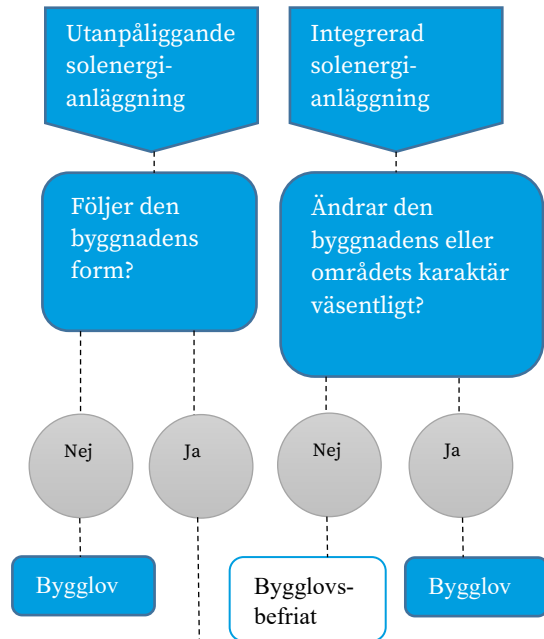 Utanpåliggande
solenergi-
anläggning
Integrerad
solenergi-
anläggning
Följer den
byggnadens
form?
Ändrar den
byggnadens eller
områdets karaktär
väsentligt?
Nej
Ja
Nej
Ja
Bygglov
Bygglovs-
befriat
Bygglov